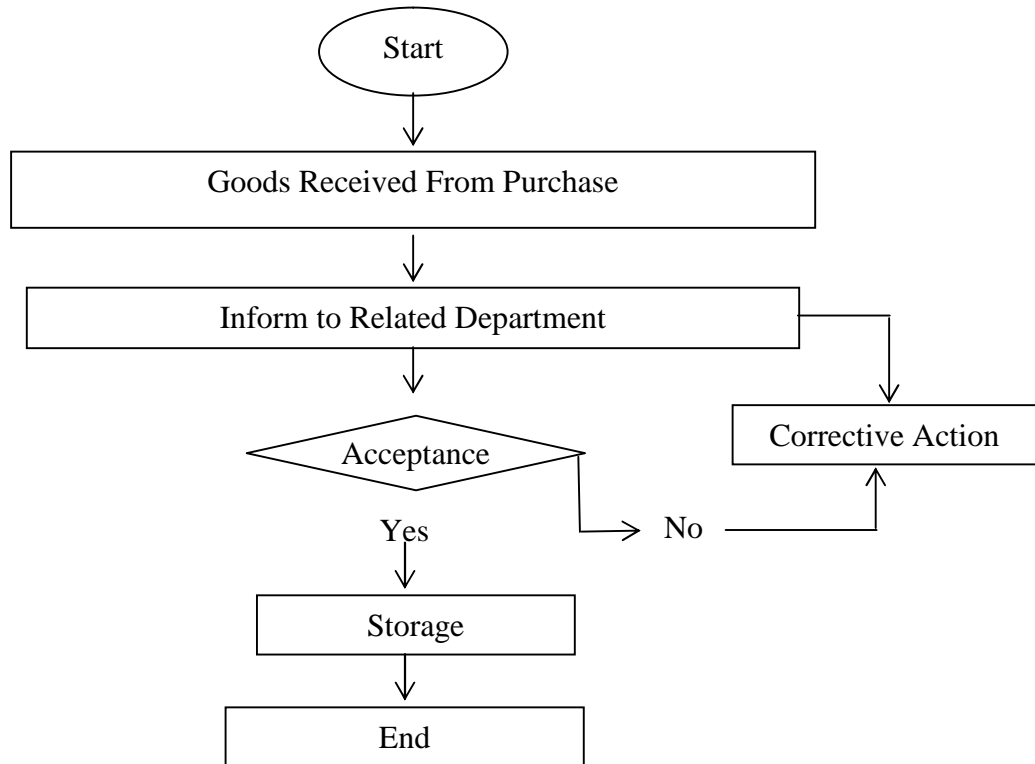 Start
Goods Received From Purchase
Inform to Related Department
Corrective Action
Acceptance
Yes
No
Storage
End